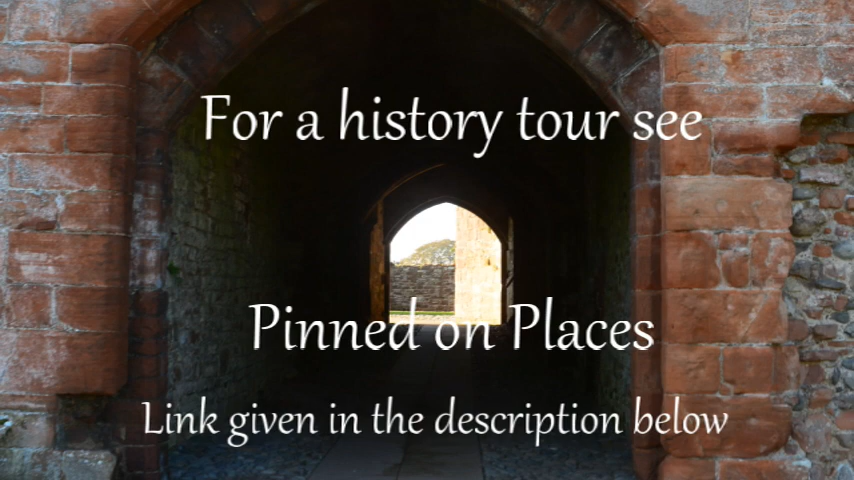 For a history tour see
Pinned on Places
Link given in the description below